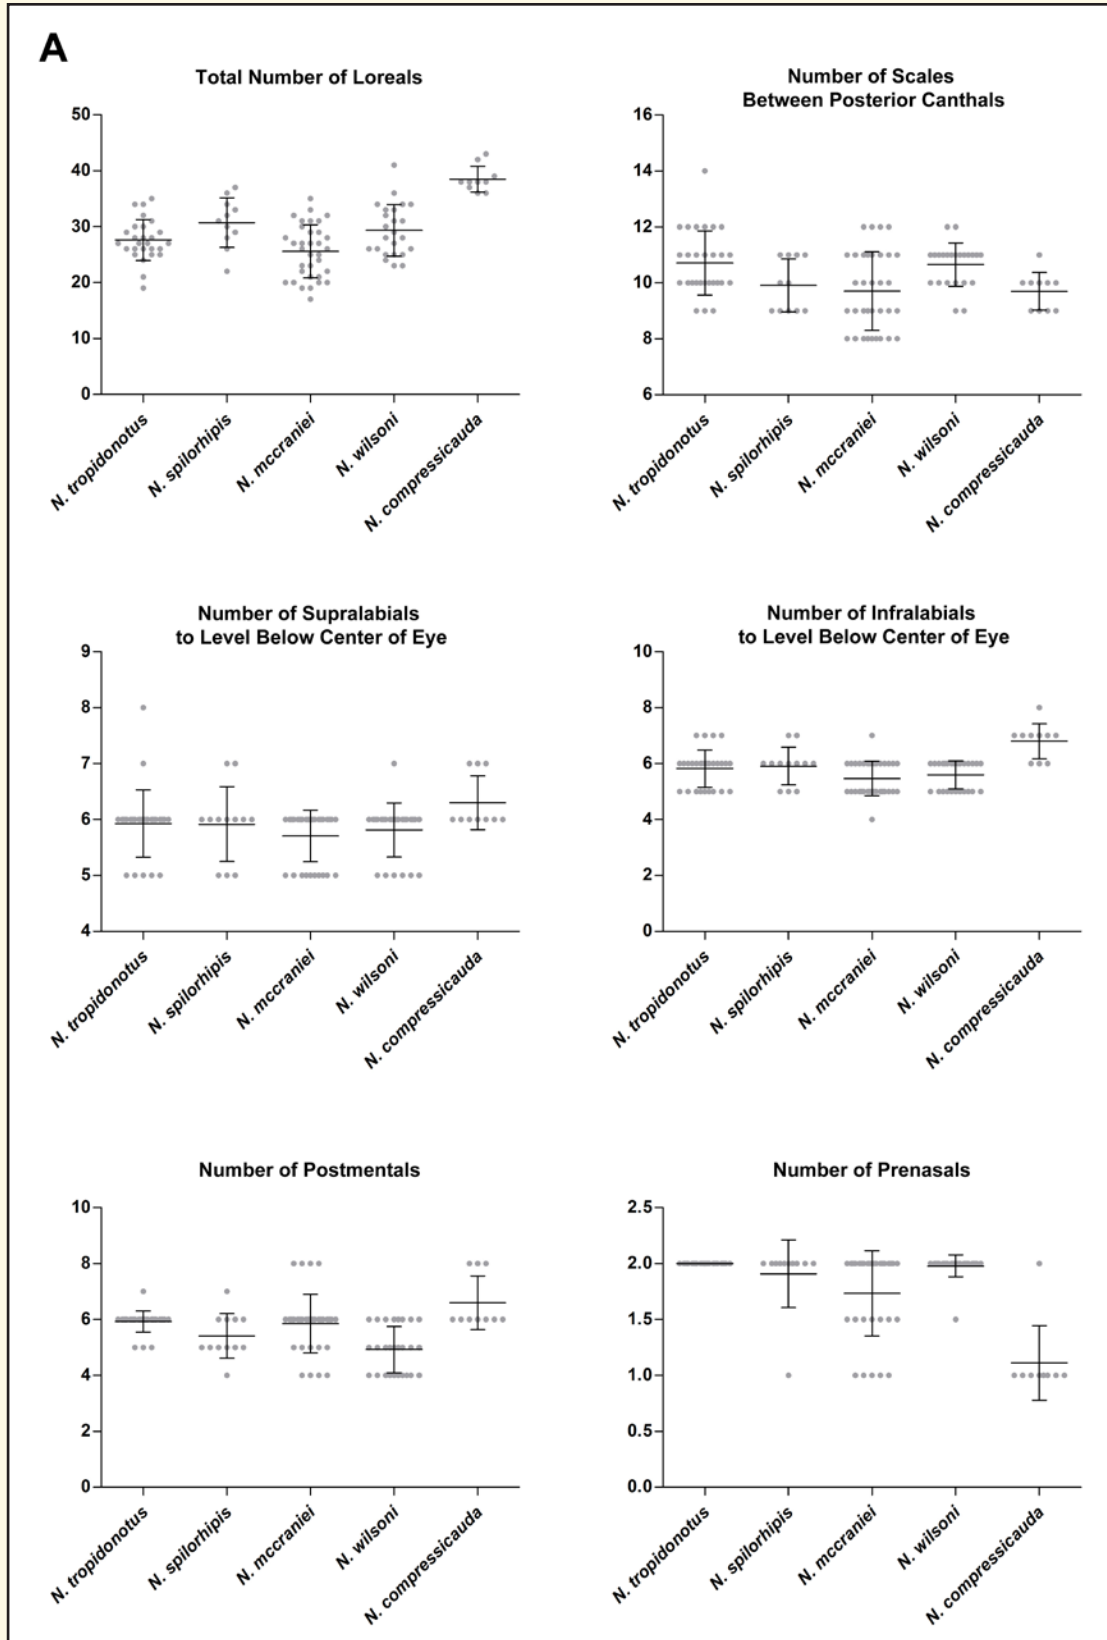 A
Total Number of Loreals
50
40
30
20
10
0
N. tropidonotus
N. spilorhipis
N. mccraniei
N. wilsoni
N. compressicauda
Number of Scales
Between Posterior Canthals
16
14
12
10
8
6
N. tropidonotus
N. spilorhipis
N. mccraniei
N. wilsoni
N. compressicauda
Number of Supralabials
to Level Below Center of Eye
9
8
7
6
5
4
N. tropidonotus
N. spilorhipis
N. mccraniei
N. wilsoni
N. compressicauda
Number of Infralabials
to Level Below Center of Eye
10
8
6
4
2
0
N. tropidonotus
N. spilorhipis
N. mccraniei
N. wilsoni
N. compressicauda
Number of Postmentals
10
8
6
4
2
0
N. tropidonotus
N. spilorhipis
N. mccraniei
N. wilsoni
N. compressicauda
Number of Prenasals
2.5
2.0
1.5
1.0
0.5
0.0
N. tropidonotus
N. spilorhipis
N. mccraniei
N. wilsoni
N. compressicauda